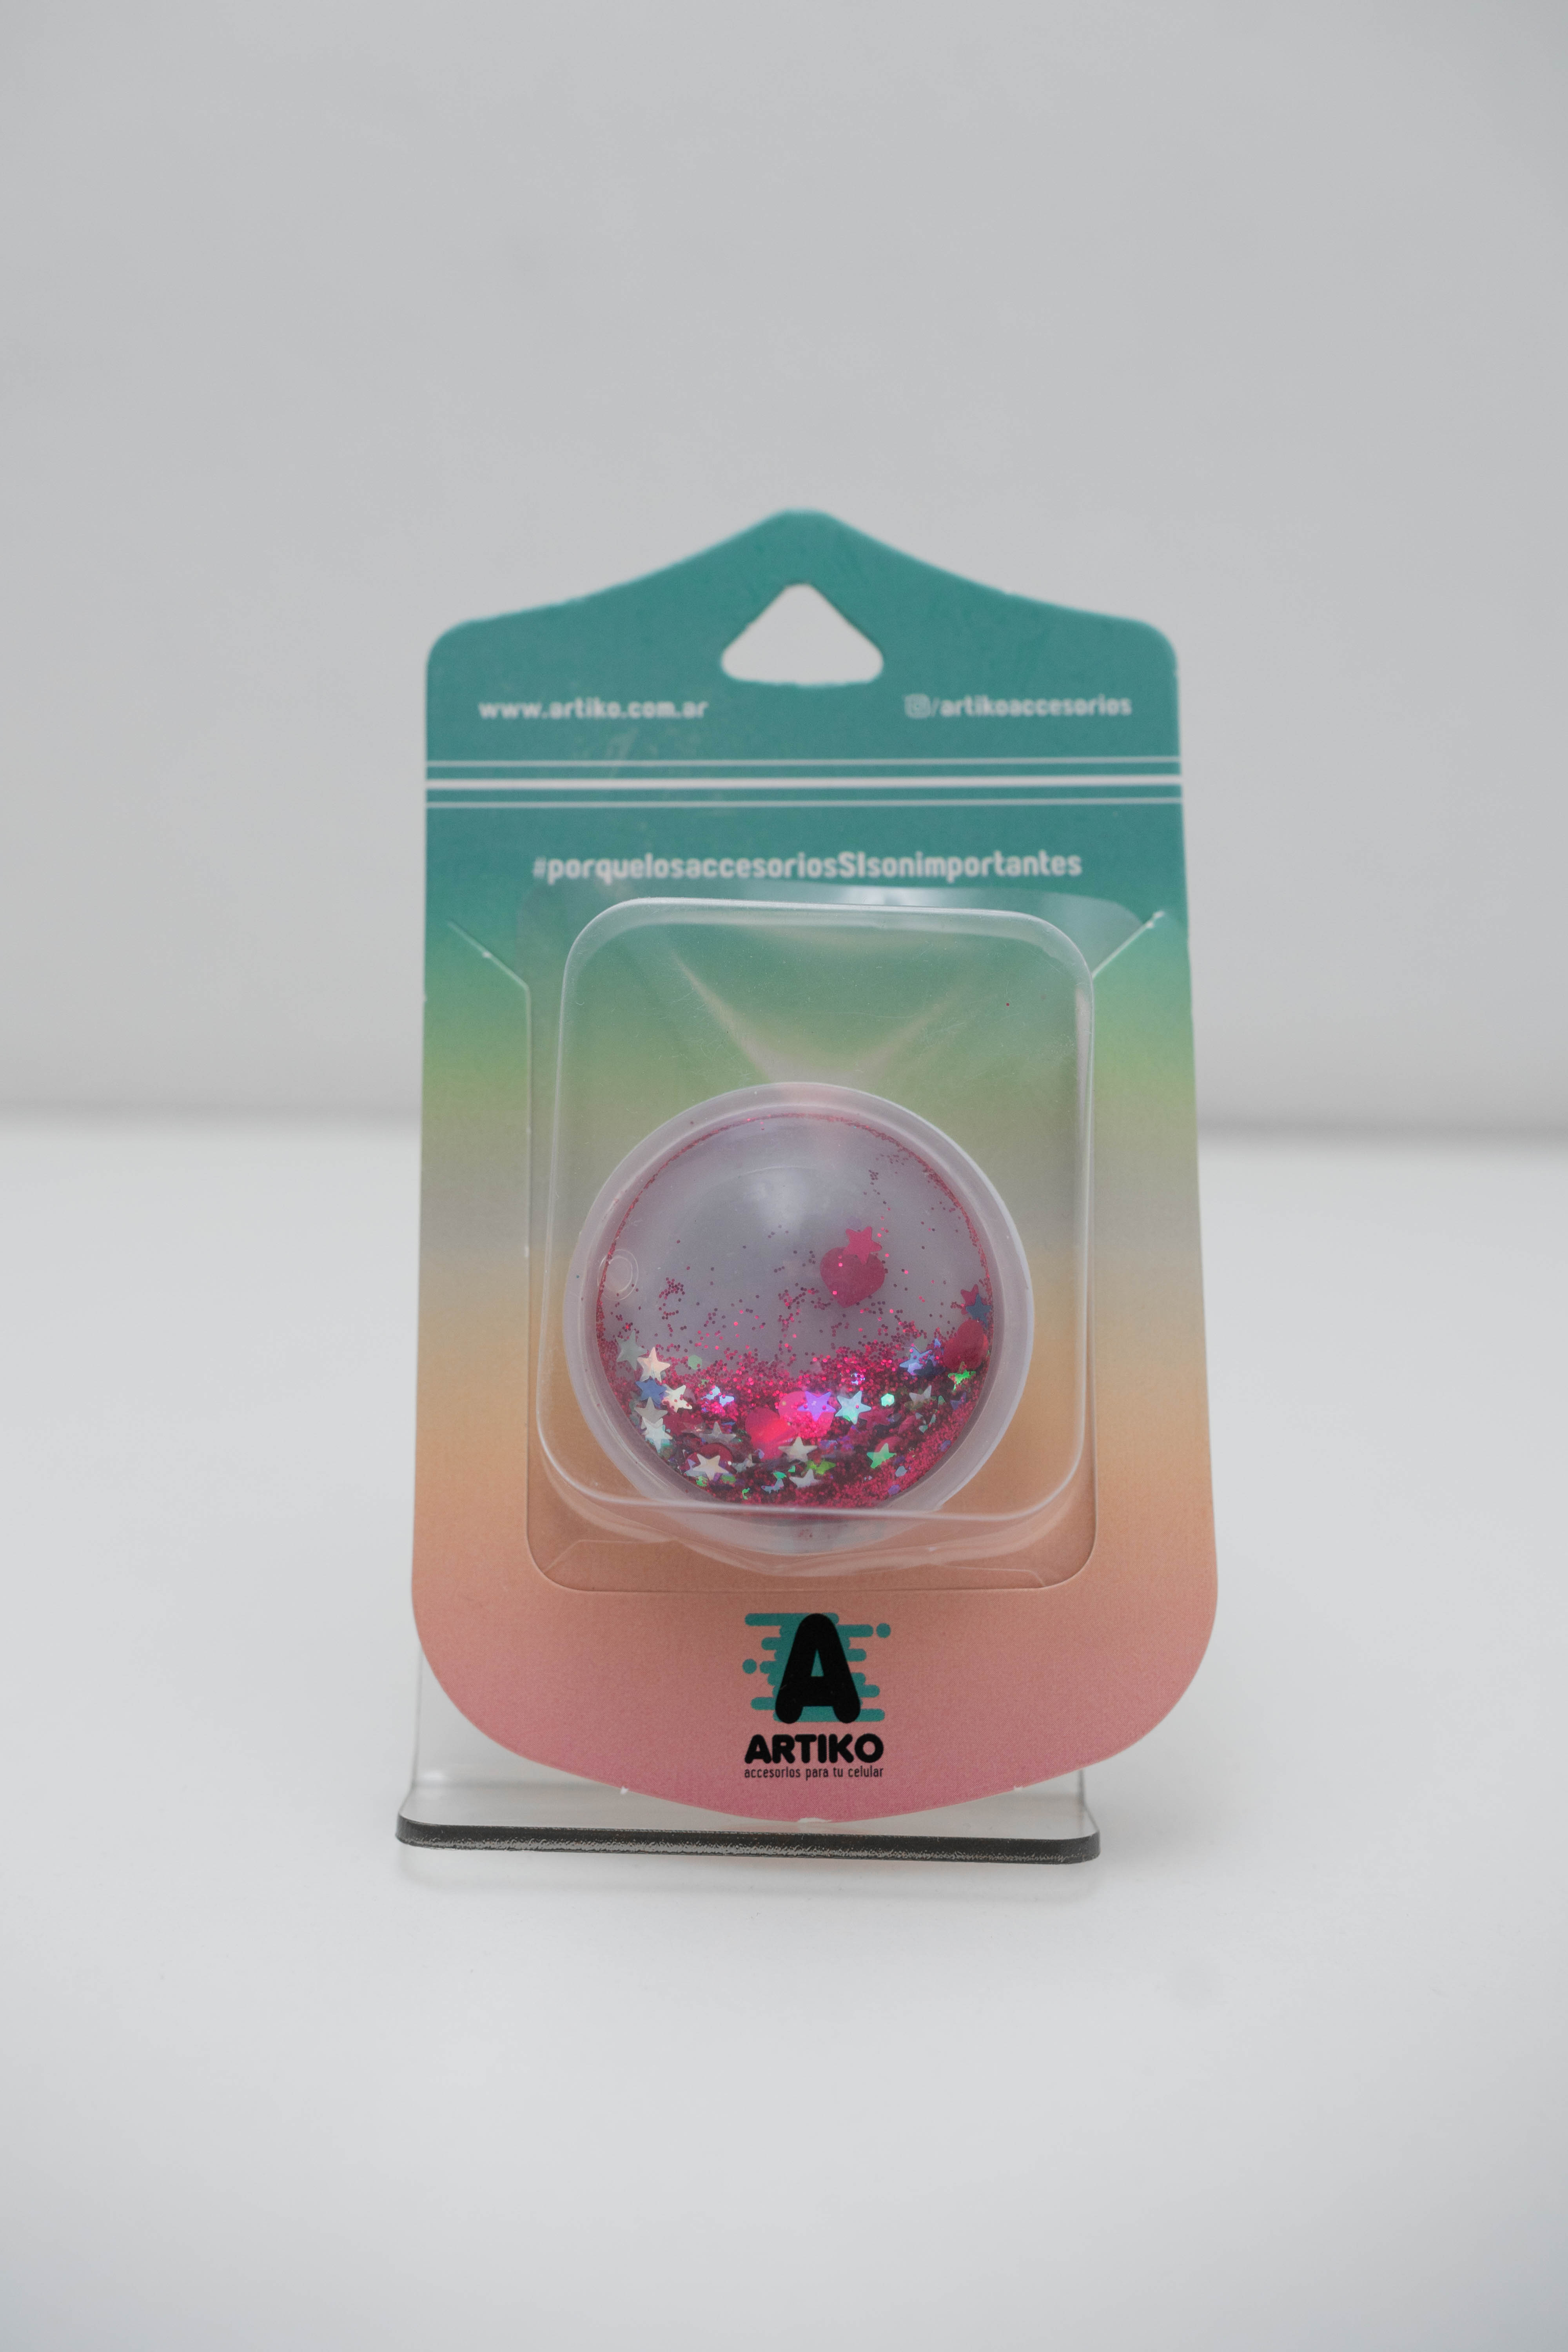 www.artiko.com.ar
/artikoaccesorios
#porquelosaccesoriosSIsonimportantes
A
ARTIKO
accesorios para tu celular